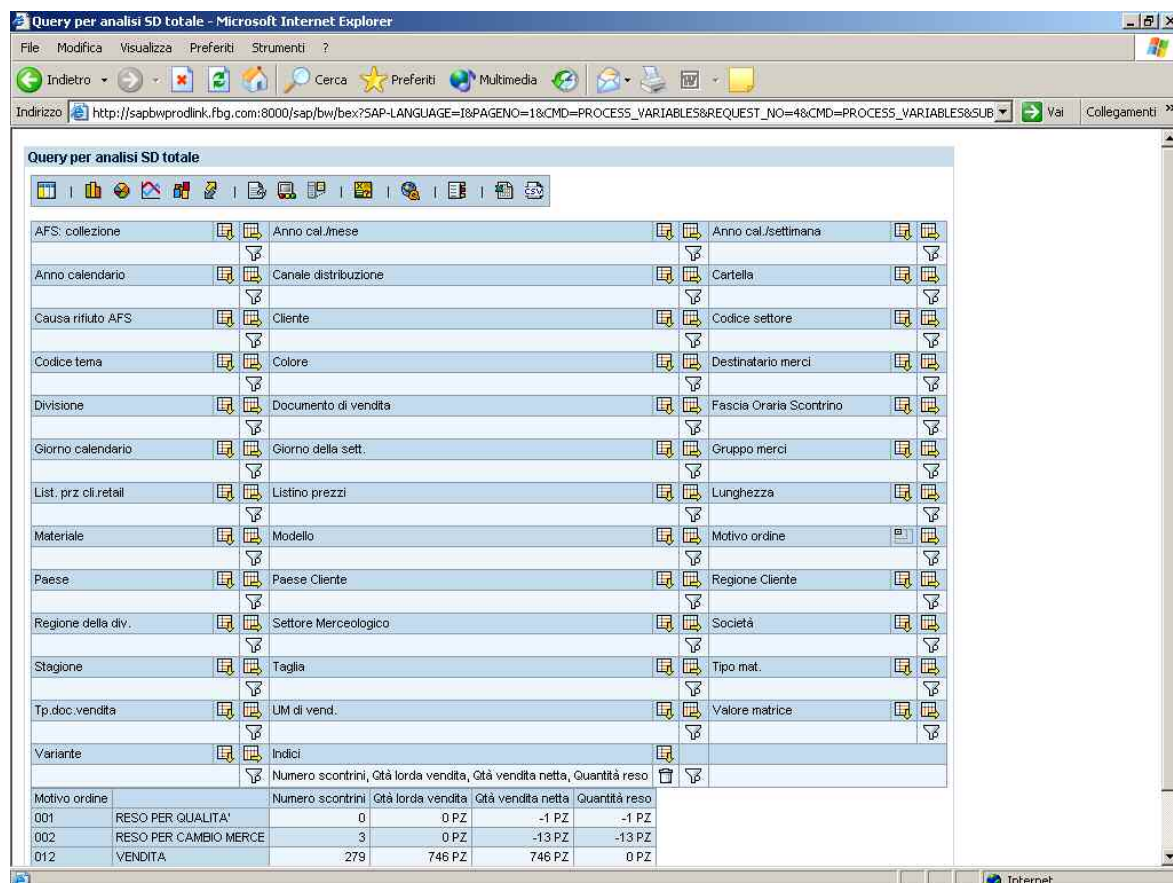 Query per analisi SD totale - Microsoft Internet Explorer
File Modifica Visualizza Preferiti Strumenti ?
Indietro Cerca Preferiti Multimedia
Indirizzo http://sapbwprodlink.fbg.com:8000/sap/bw/bex?SAP-LANGUAGE=I&PAGENO=1&CMD=PROCESS_VARIABLES&REQUEST_NO=4&CMD=PROCESS_VARIABLES&SUB Vai Collegamenti »
Query per analisi SD totale
AFS: collezione Anno cal./mese Anno cal./settimana
Anno calendario Canale distribuzione Cartella
Causa rifiuto AFS Cliente Codice settore
Codice tema Colore Destinatario merci
Divisione Documento di vendita Fascia Oraria Scontrino
Giorno calendario Giorno della sett. Gruppo merci
List. prz cli.retail Listino prezzi Lunghezza
Materiale Modello Motivo ordine
Paese Paese Cliente Regione Cliente
Regione della div. Settore Merceologico Società
Stagione Taglia Tipo mat.
Tp.doc.vendita UM di vend. Valore matrice
Variante Indici
Numero scontrini, Qtà lorda vendita, Qtà vendita netta, Quantità reso
Motivo ordine Numero scontrini Qtà lorda vendita Qtà vendita netta Quantità reso
001 RESO PER QUALITA' 0 0 PZ -1 PZ -1 PZ
002 RESO PER CAMBIO MERCE 3 0 PZ -13 PZ -13 PZ
012 VENDITA 279 746 PZ 746 PZ 0 PZ
Internet